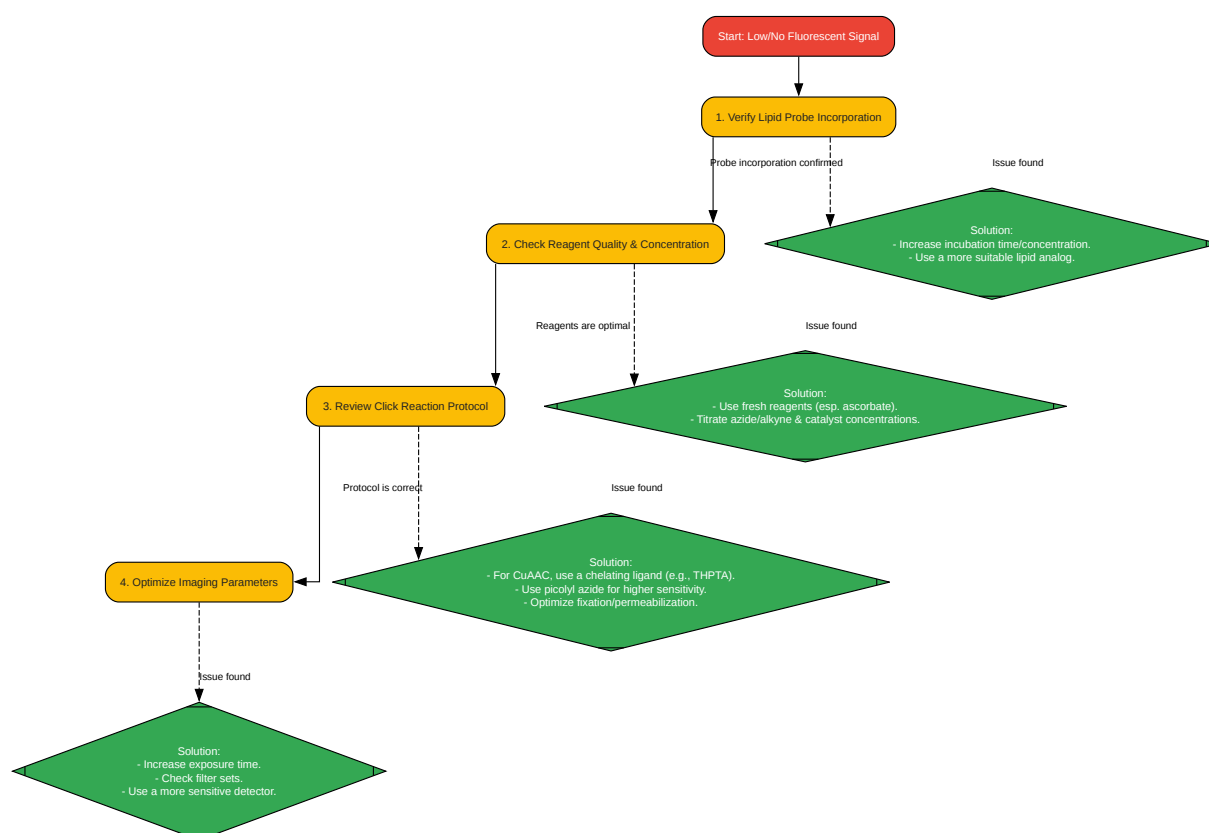 Start: Low/No Fluorescent Signal
1. Verify Lipid Probe Incorporation
Probe incorporation confirmed
Issue found
2. Check Reagent Quality & Concentration
Solution:
- Increase incubation time/concentration.
- Use a more suitable lipid analog.
Reagents are optimal
Issue found
3. Review Click Reaction Protocol
Solution:
- Use fresh reagents (esp. ascorbate).
- Titrate azide/alkyne & catalyst concentrations.
Protocol is correct
Issue found
4. Optimize Imaging Parameters
Solution:
- For CuAAC, use a chelating ligand (e.g., THPTA).
- Use picolyl azide for higher sensitivity.
- Optimize fixation/permeabilization.
Issue found
Solution:
- Increase exposure time.
- Check filter sets.
- Use a more sensitive detector.